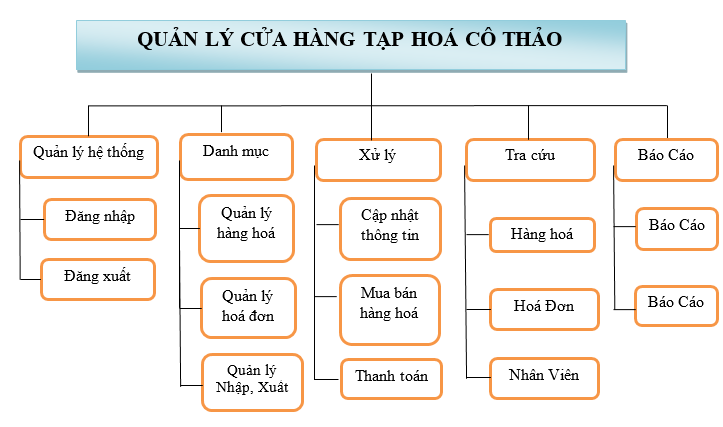 QUẢN LÝ CỬA HÀNG TẠP HOÁ CÔ THẢO
Quản lý hệ thống
Đăng nhập
Đăng xuất
Danh mục
Quản lý
hàng hoá
Quản lý
hoá đơn
Quản lý
Nhập, Xuất
Xử lý
Cập nhật
thông tin
Mua bán
hàng hoá
Thanh toán
Tra cứu
Hàng hoá
Hoá Đơn
Nhân Viên
Báo Cáo
Báo Cáo
Báo Cáo